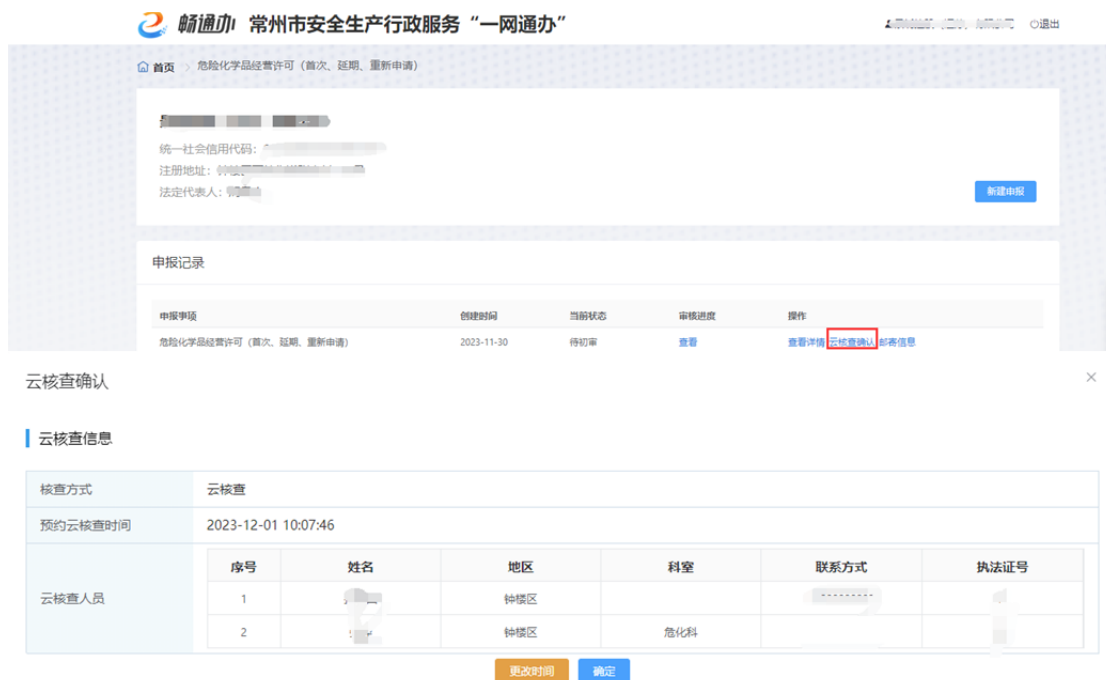 畅通办 常州市安全生产行政服务“一网通办”
退出
首页 危险化学品经营许可（首次、延期、重新申请）
统一社会信用代码：
注册地址：
法定代表人：
新建申报
申报记录
申报事项 创建时间 当前状态 审核进度 操作
危险化学品经营许可（首次、延期、重新申请） 2023-11-30 待初审 查看 查看详情 云核查确认 邮寄信息
云核查确认
云核查信息
核查方式 云核查
预约云核查时间 2023-12-01 10:07:46
序号 姓名 地区 科室 联系方式 执法证号
云核查人员
1 钟楼区
2 钟楼区 危化科
更改时间 确定